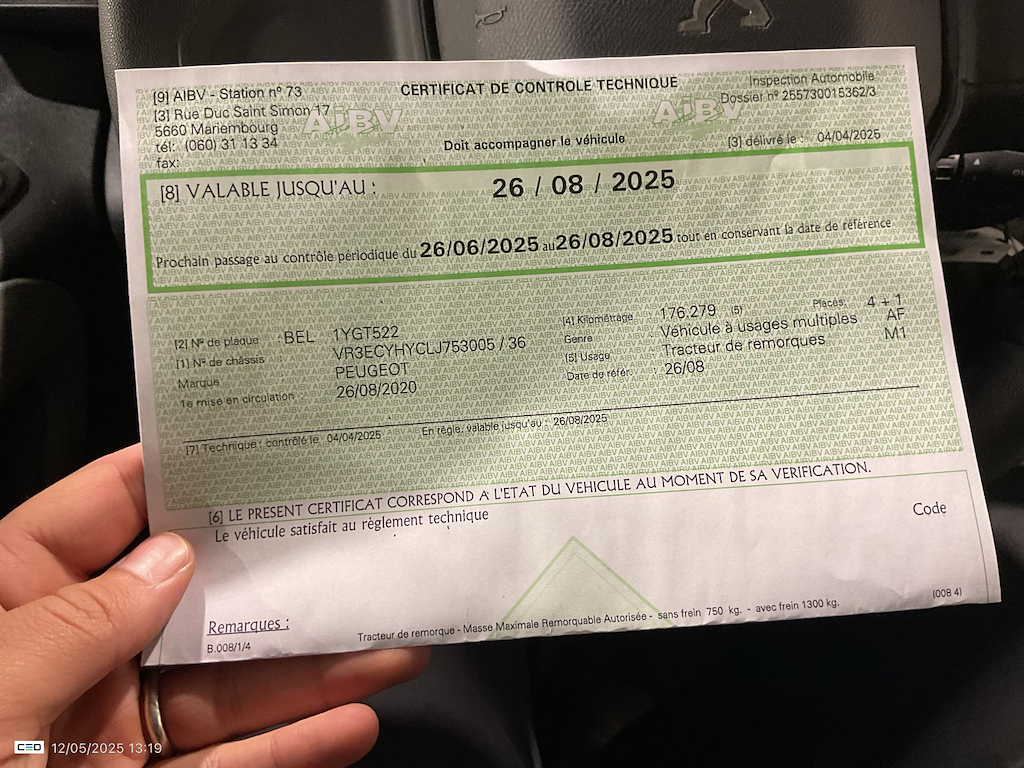 [9] AIBV - Station nº 73
[3] Rue Duc Saint Simon 17
5660 Mariembourg
tél: (060) 31 13 34
fax:
CERTIFICAT DE CONTROLE TECHNIQUE
Doit accompagner le véhicule
AiBV
AiBV
Inspection Automobile
Dossier nº 255730015362/3
[3] délivré le : 04/04/2025
[8] VALABLE JUSQU'AU : 26 / 08 / 2025
Prochain passage au contrôle périodique du 26/06/2025 au 26/08/2025 tout en conservant la date de référence
[2] Nº de plaque : BEL 1YGT522
[1] Nº de châssis : VR3ECYHYCLJ753005 / 36
Marque : PEUGEOT
1e mise en circulation : 26/08/2020
[4] Kilométrage : 176.279 (5) Places: 4 + 1
Genre : Véhicule à usages multiples AF
[5] Usage : Tracteur de remorques M1
Date de référ. : 26/08
[7] Technique : contrôlé le 04/04/2025 En règle, valable jusqu'au : 26/08/2025
[6] LE PRESENT CERTIFICAT CORRESPOND A L'ETAT DU VEHICULE AU MOMENT DE SA VERIFICATION.
Le véhicule satisfait au règlement technique Code
Remarques :
Tracteur de remorque - Masse Maximale Remorquable Autorisée - sans frein 750 kg. - avec frein 1300 kg.
(008 4)
B.008/1/4
CEO 12/05/2025 13:19